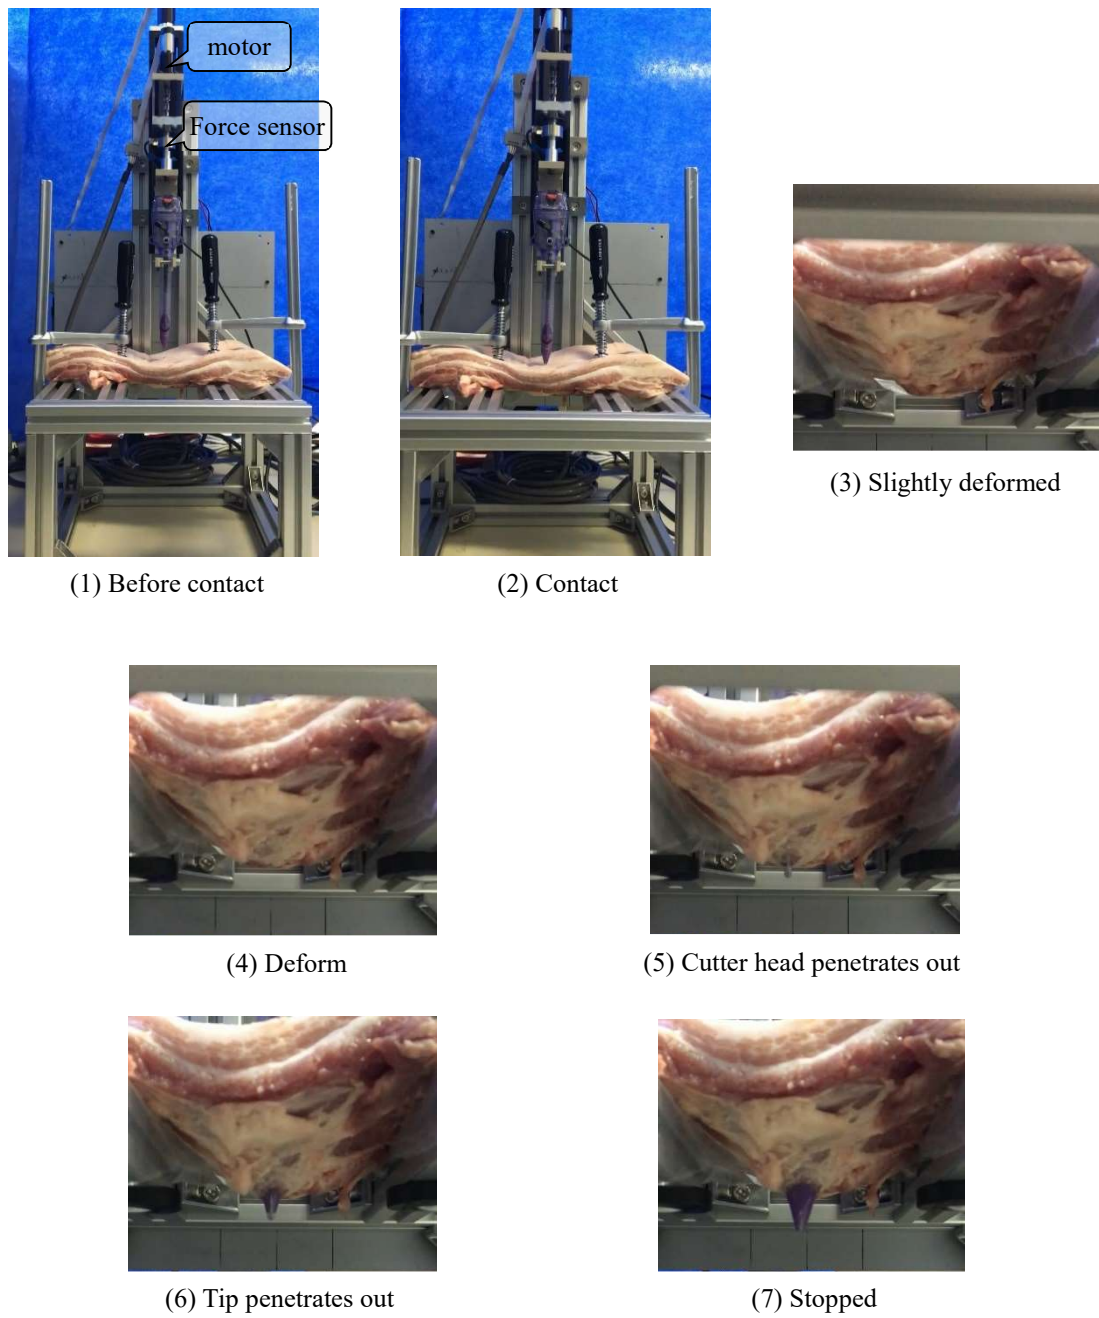 motor
Force sensor
(1) Before contact
(2) Contact
(3) Slightly deformed
(4) Deform
(5) Cutter head penetrates out
(6) Tip penetrates out
(7) Stopped